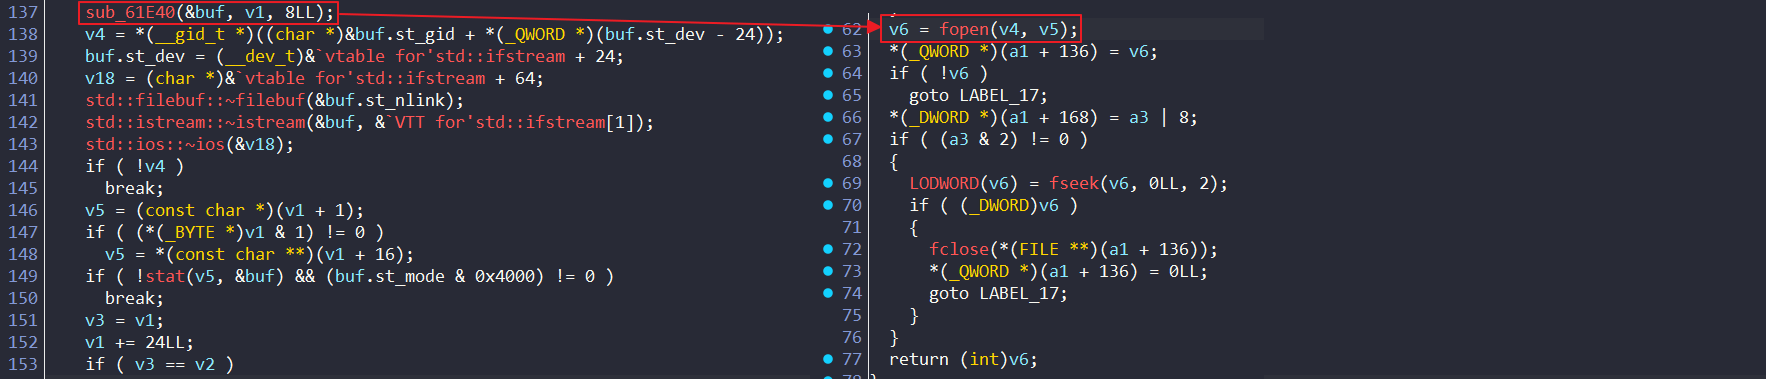 137 sub_61E40(&buf, v1, 8LL);
138 v4 = *(__gid_t *)((char *)&buf.st_gid + *(_QWORD *)(buf.st_dev - 24));
139 buf.st_dev = (__dev_t)&`vtable for'std::ifstream + 24;
140 v18 = (char *)&`vtable for'std::ifstream + 64;
141 std::filebuf::~filebuf(&buf.st_nlink);
142 std::istream::~istream(&buf, &`VTT for'std::ifstream[1]);
143 std::ios::~ios(&v18);
144 if ( !v4 )
145 break;
146 v5 = (const char *)(v1 + 1);
147 if ( (*(_BYTE *)v1 & 1) != 0 )
148 v5 = *(const char **)(v1 + 16);
149 if ( !stat(v5, &buf) && (buf.st_mode & 0x4000) != 0 )
150 break;
151 v3 = v1;
152 v1 += 24LL;
153 if ( v3 == v2 )
62 v6 = fopen(v4, v5);
63 *(_QWORD *)(a1 + 136) = v6;
64 if ( !v6 )
65 goto LABEL_17;
66 *(_DWORD *)(a1 + 168) = a3 | 8;
67 if ( (a3 & 2) != 0 )
68 {
69 LODWORD(v6) = fseek(v6, 0LL, 2);
70 if ( (_DWORD)v6 )
71 {
72 fclose(*(FILE **)(a1 + 136));
73 *(_QWORD *)(a1 + 136) = 0LL;
74 goto LABEL_17;
75 }
76 }
77 return (int)v6;